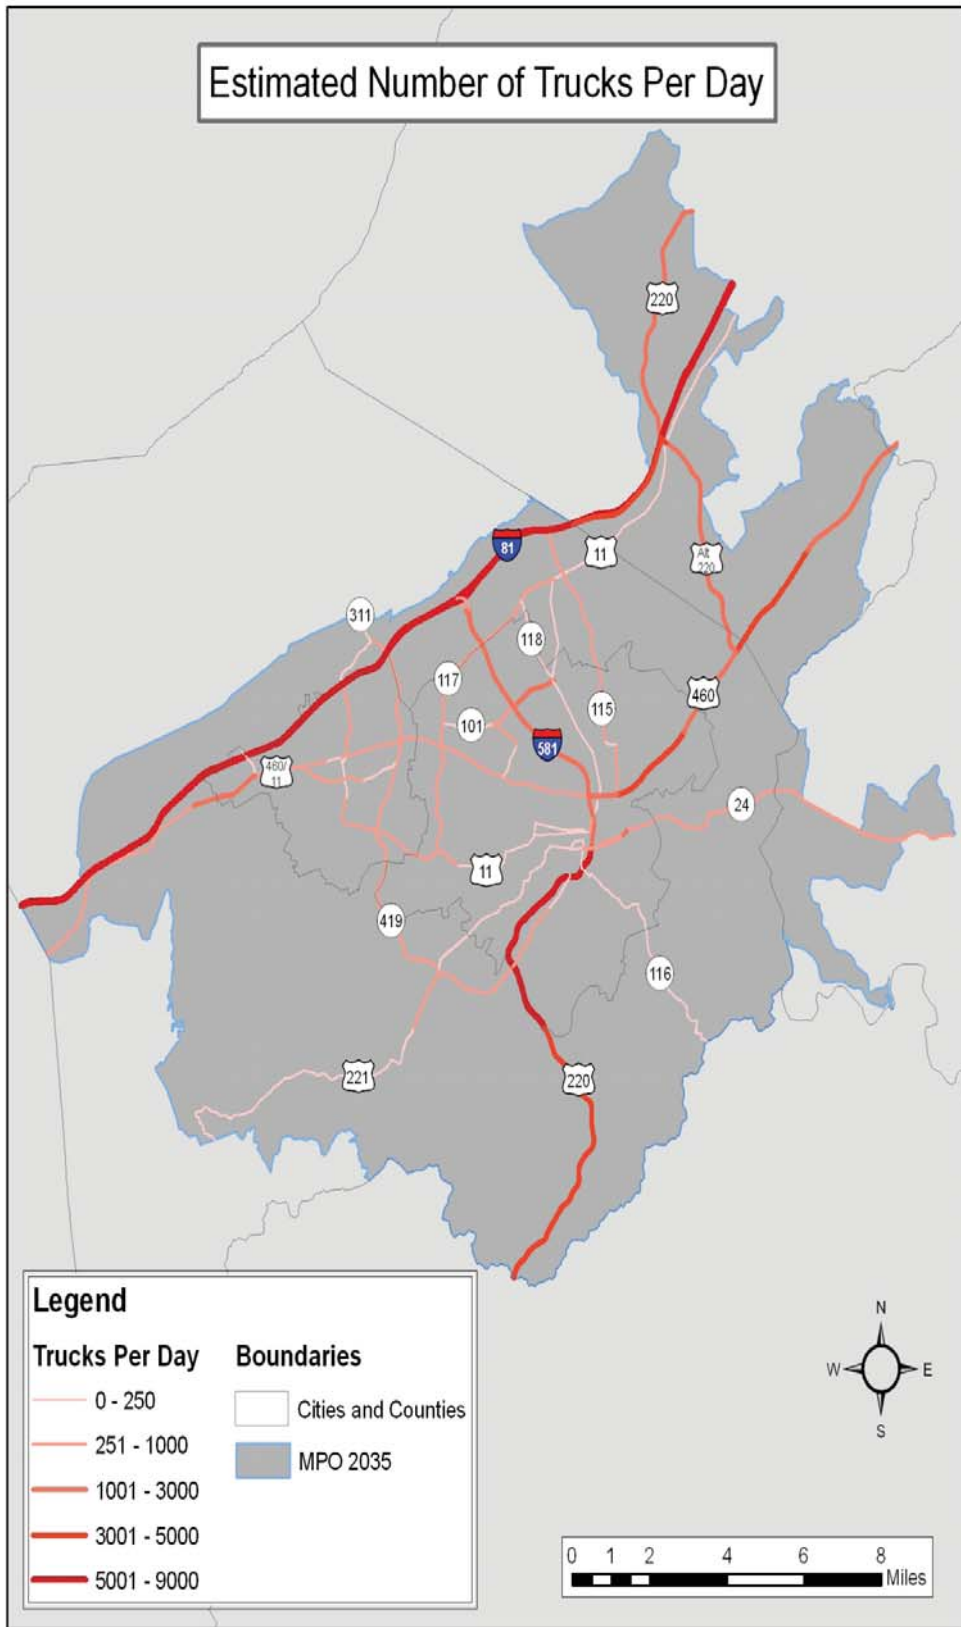 Estimated Number of Trucks Per Day
220
81
11
Alt
220
311
118
117
115
460
101
581
460/
11
24
11
419
116
221
220
Legend
Trucks Per Day
Boundaries
0 - 250
Cities and Counties
251 - 1000
MPO 2035
1001 - 3000
3001 - 5000
5001 - 9000
N
W
E
S
0 1 2 4 6 8
Miles